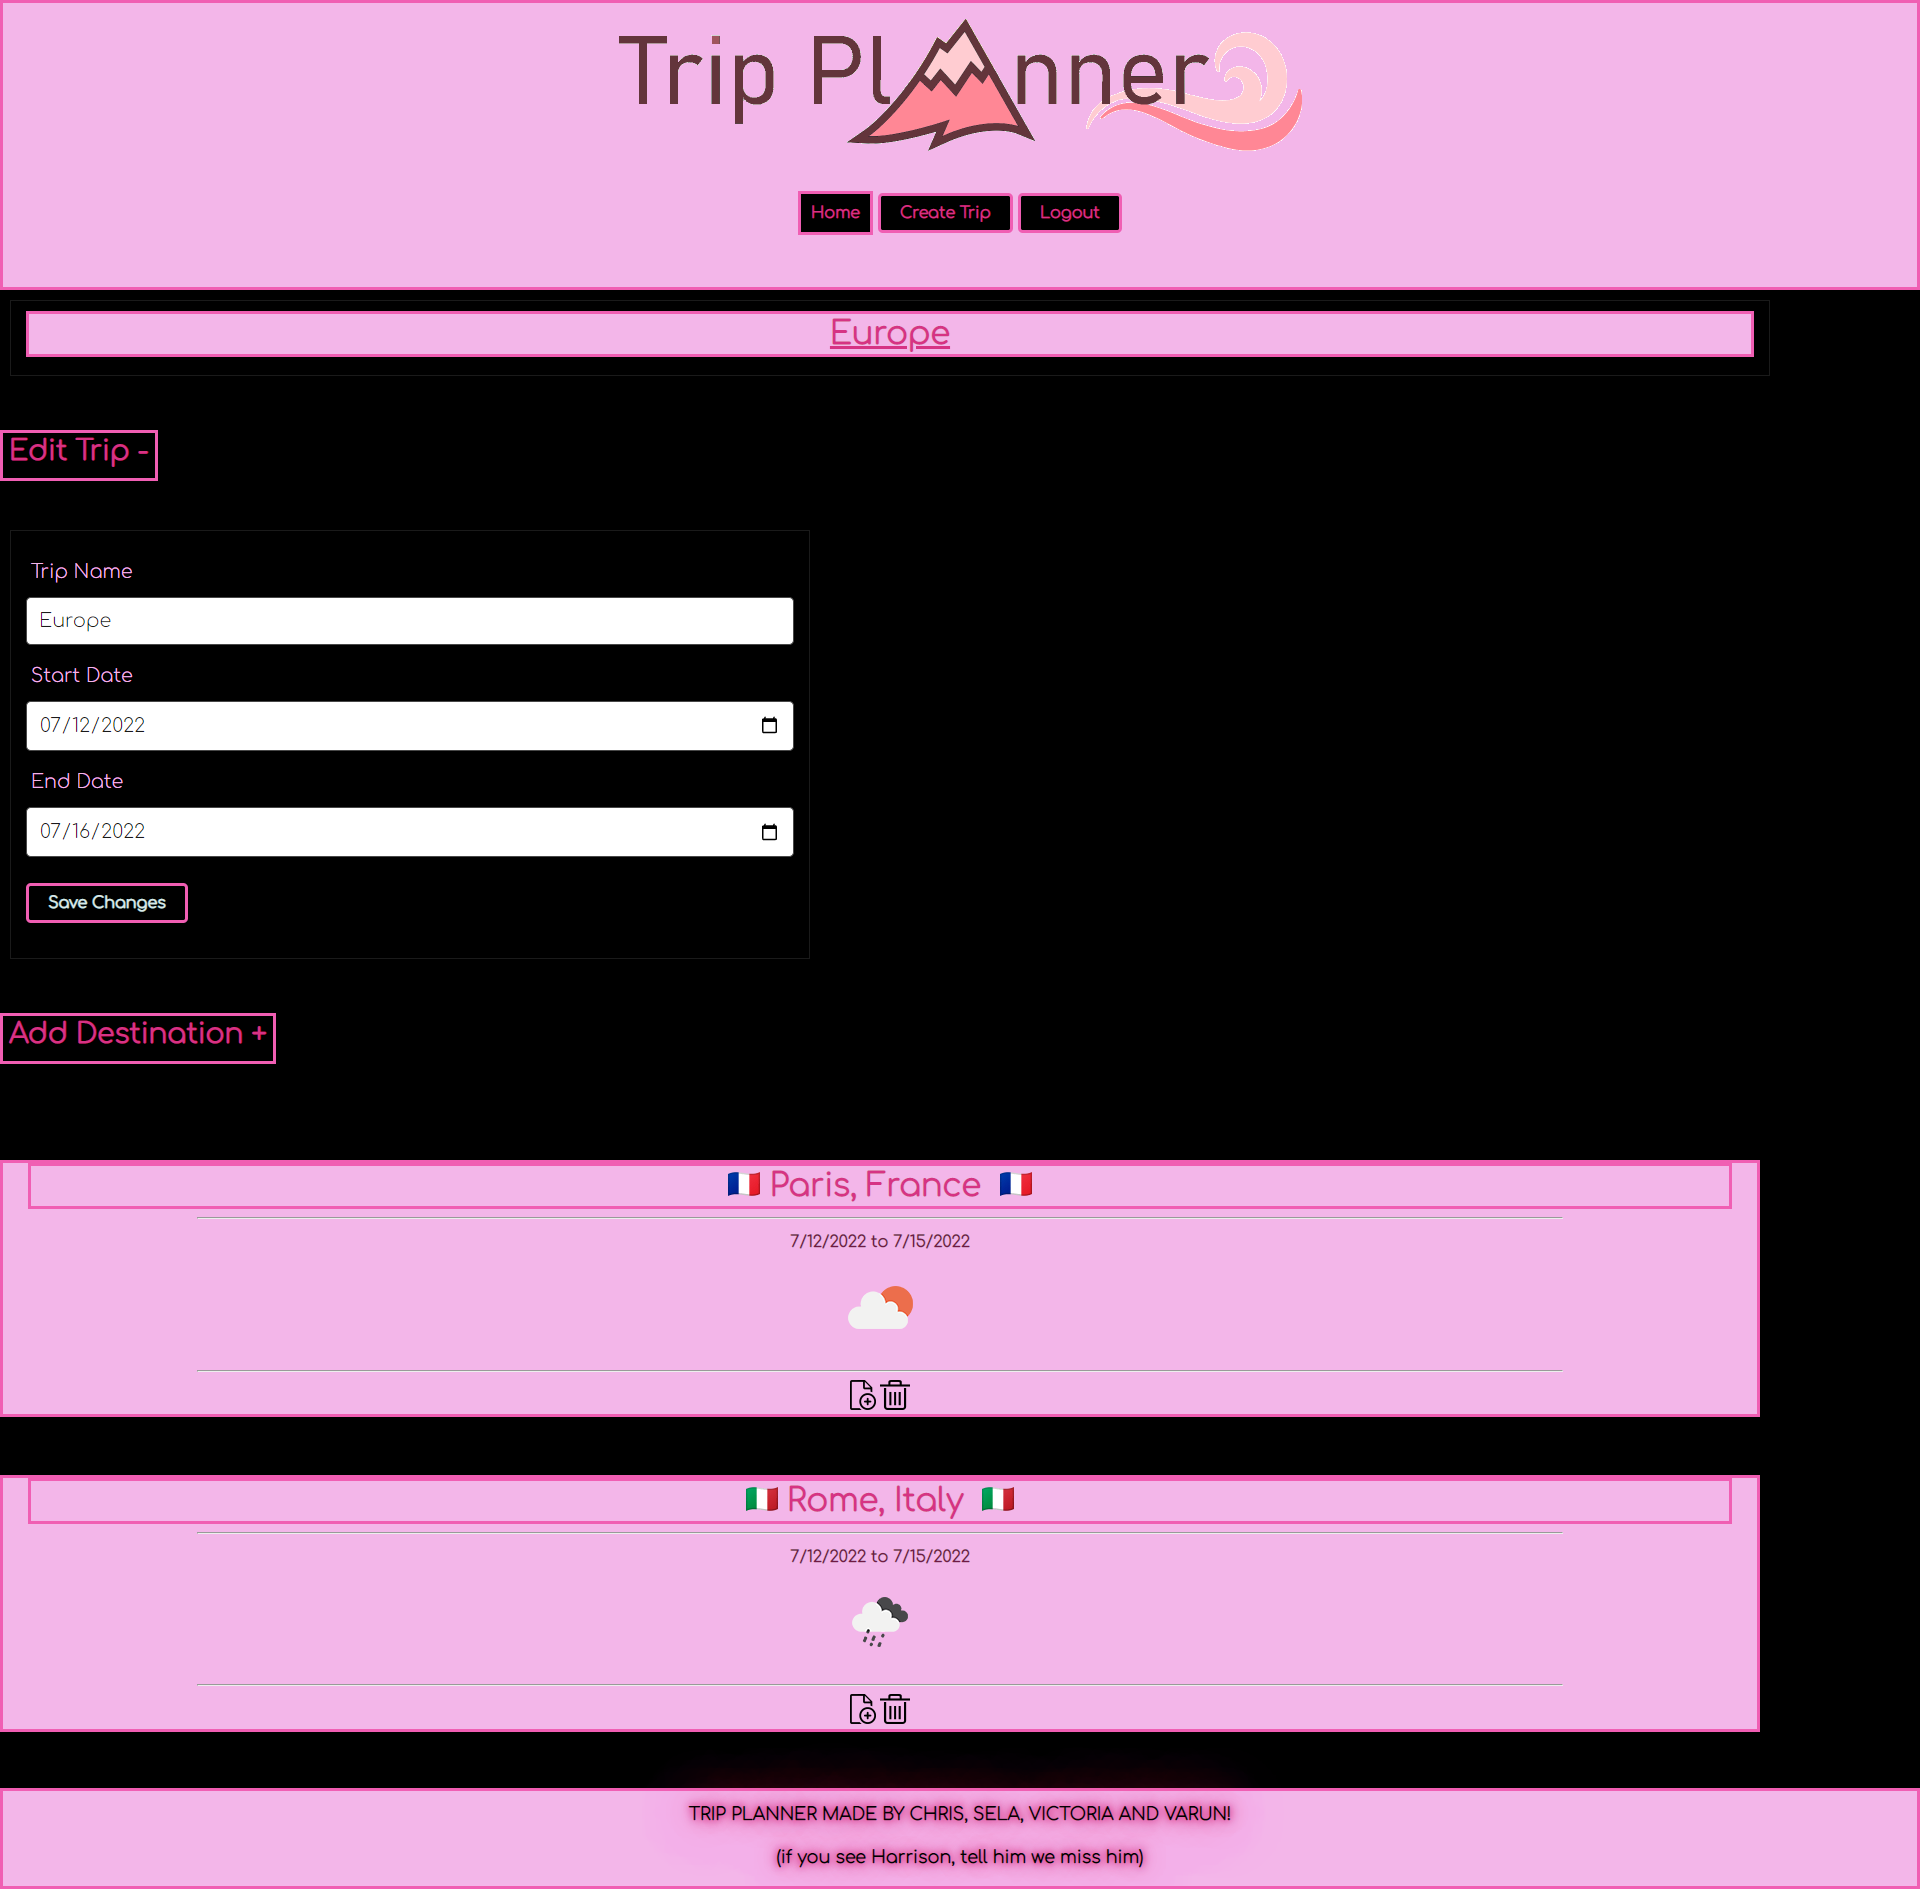 Trip Planner
Home Create Trip Logout
Europe
Edit Trip -
Trip Name
Europe
Start Date
07/12/2022
End Date
07/16/2022
Save Changes
Add Destination +
🇫🇷 Paris, France 🇫🇷
7/12/2022 to 7/15/2022
🇮🇹 Rome, Italy 🇮🇹
7/12/2022 to 7/15/2022
TRIP PLANNER MADE BY CHRIS, SELA, VICTORIA AND VARUN!
(if you see Harrison, tell him we miss him)